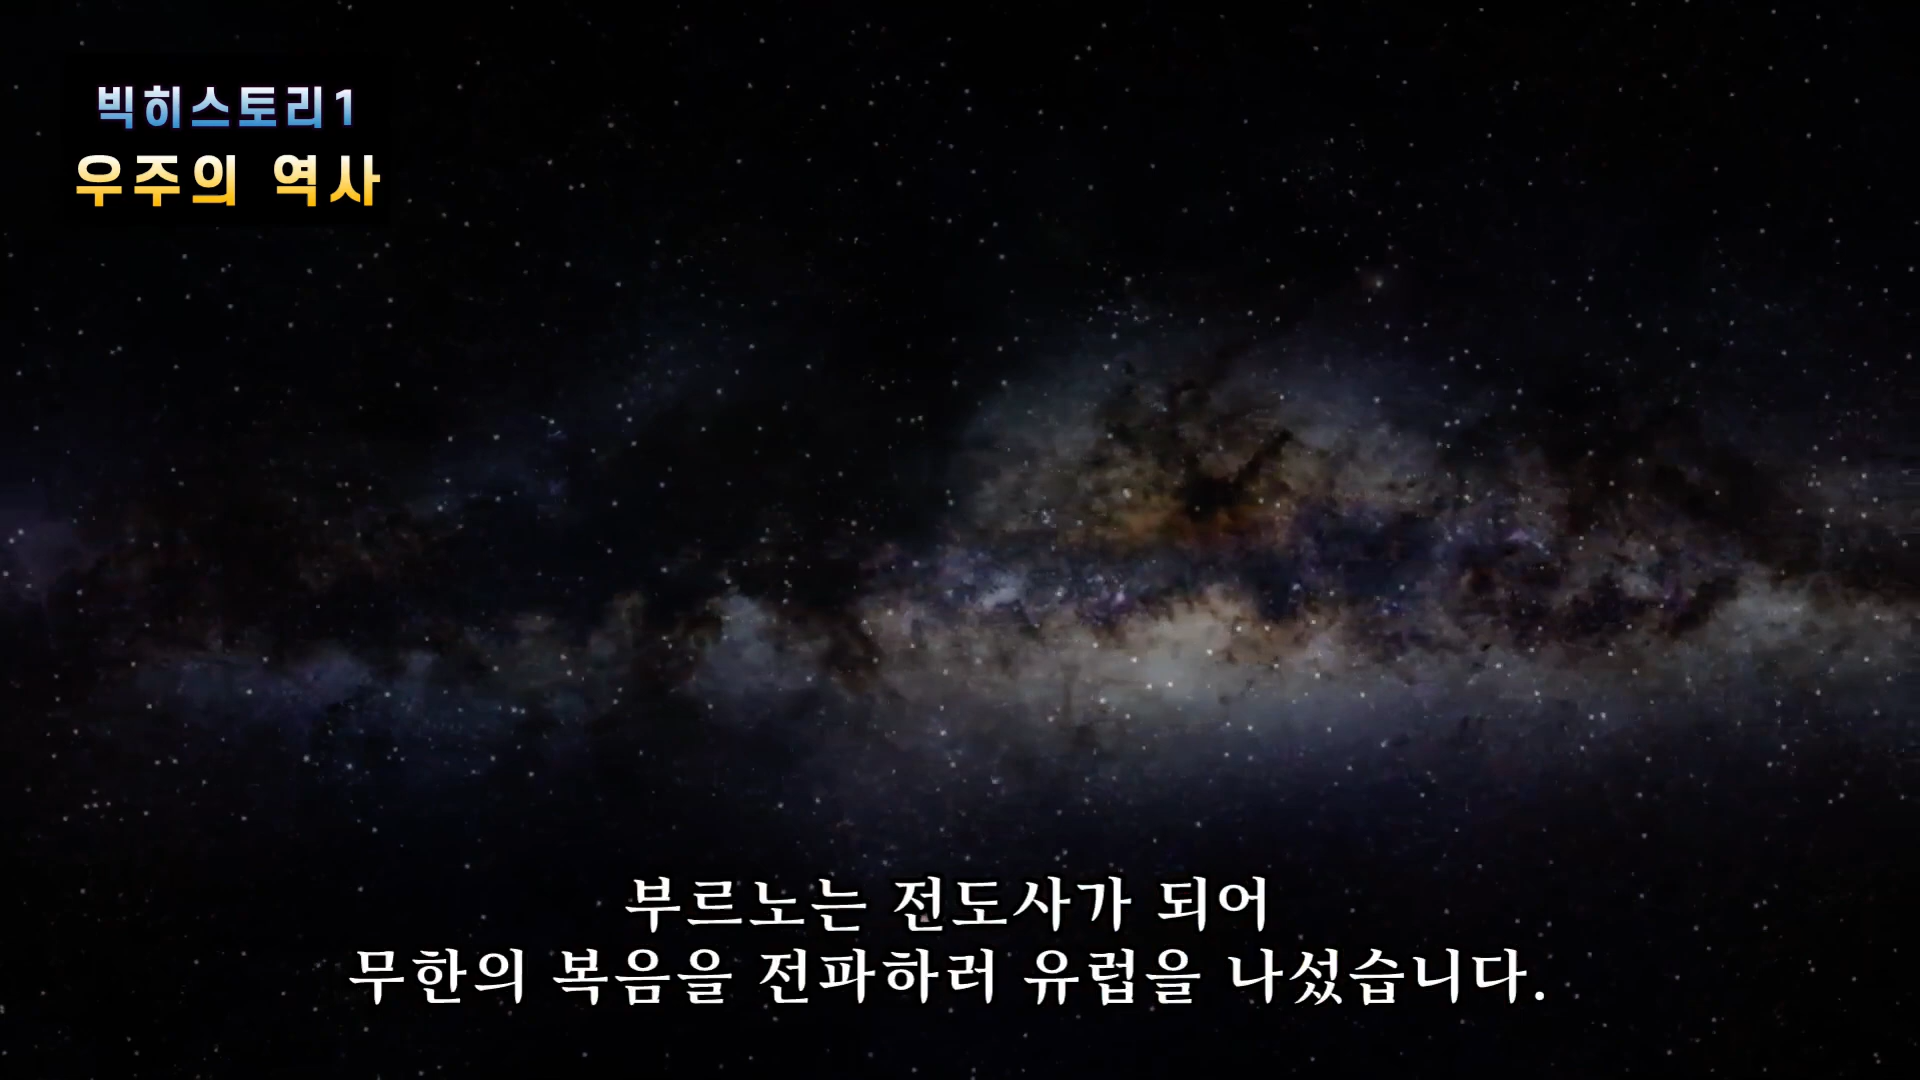 빅히스토리1
우주의 역사
부르노는 전도사가 되어
무한의 복음을 전파하러 유럽을 나섰습니다.